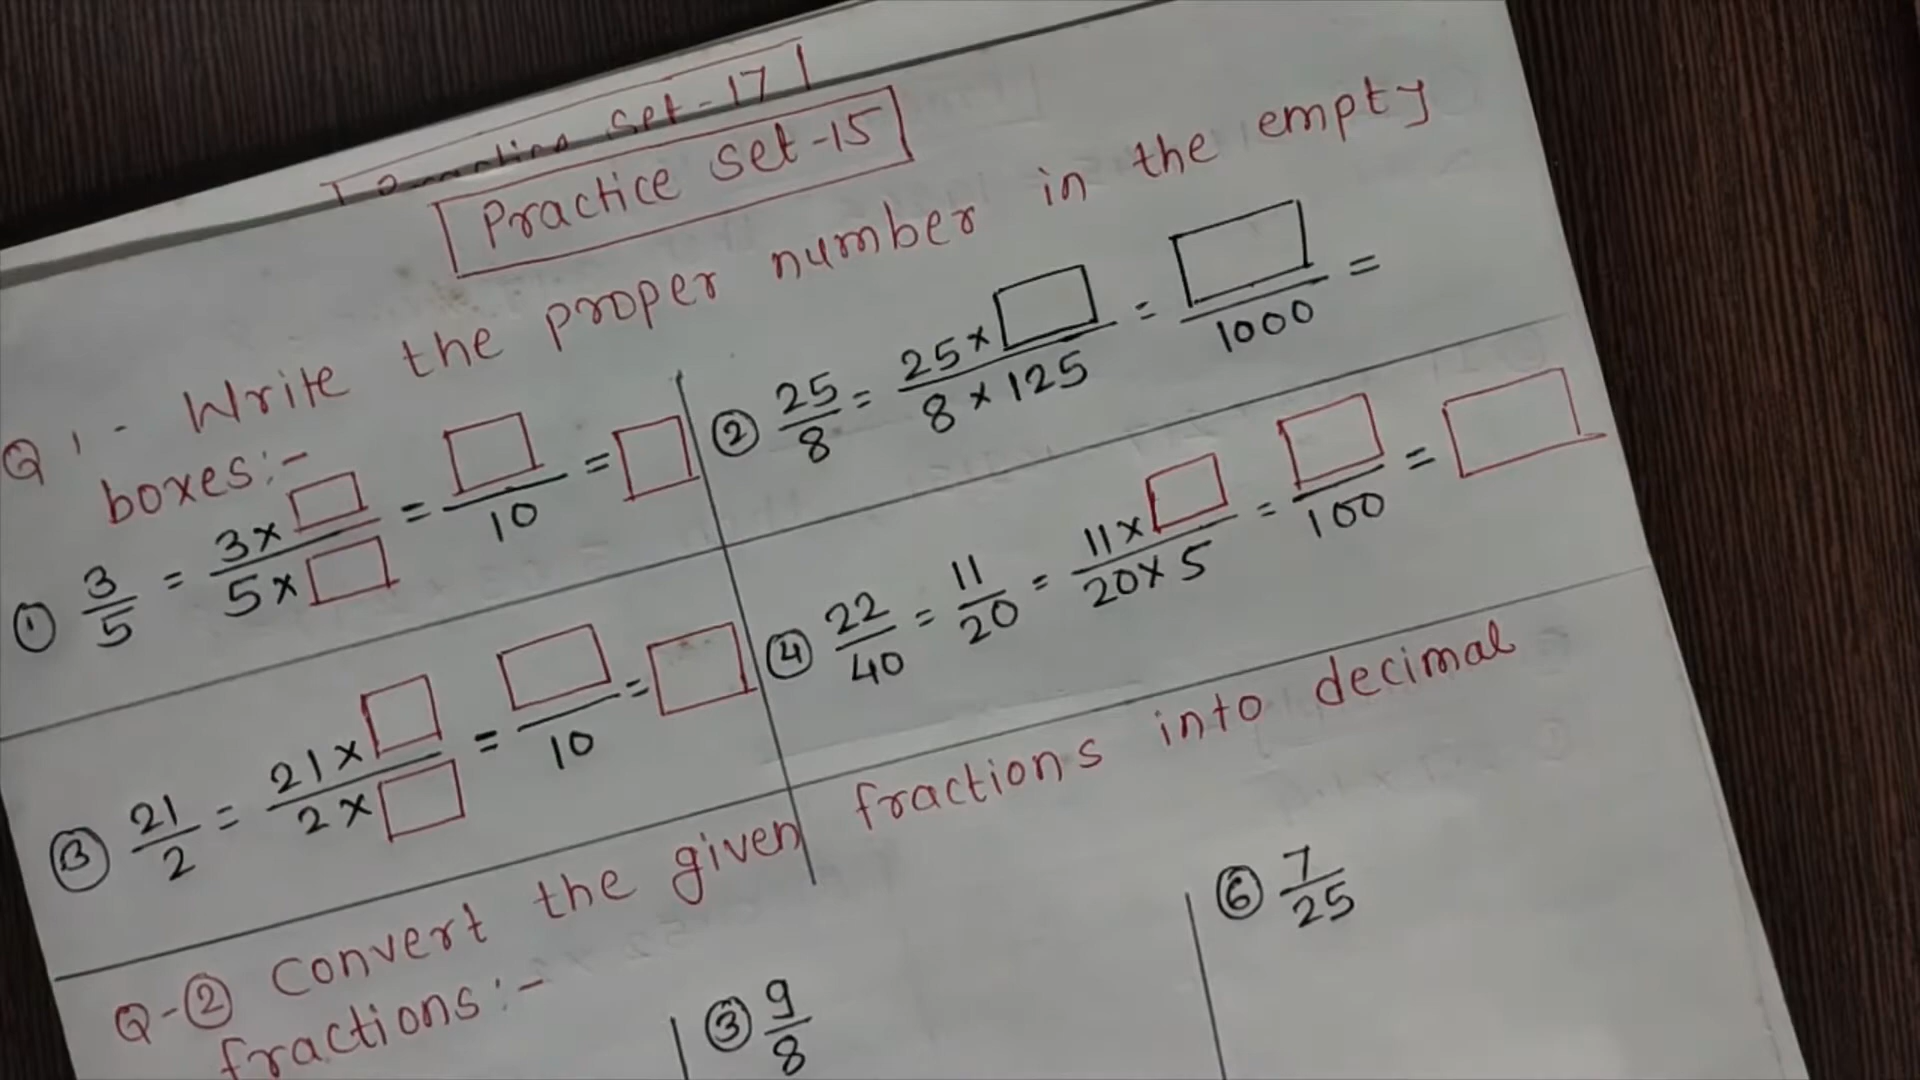 Set-17
Practice Set-15
Q1- Write the proper number in the empty
boxes:-
① 3/5 = 3×□/5×□ = □/10 = □
② 25/8 = 25×□/8×125 = □/1000 =
③ 21/2 = 21×□/2×□ = □/10 = □
④ 22/40 = 11/20 = 11×□/20×5 = □/100 = □
Q-② Convert the given fractions into decimal
fractions:-
③ 9/8
⑥ 7/25